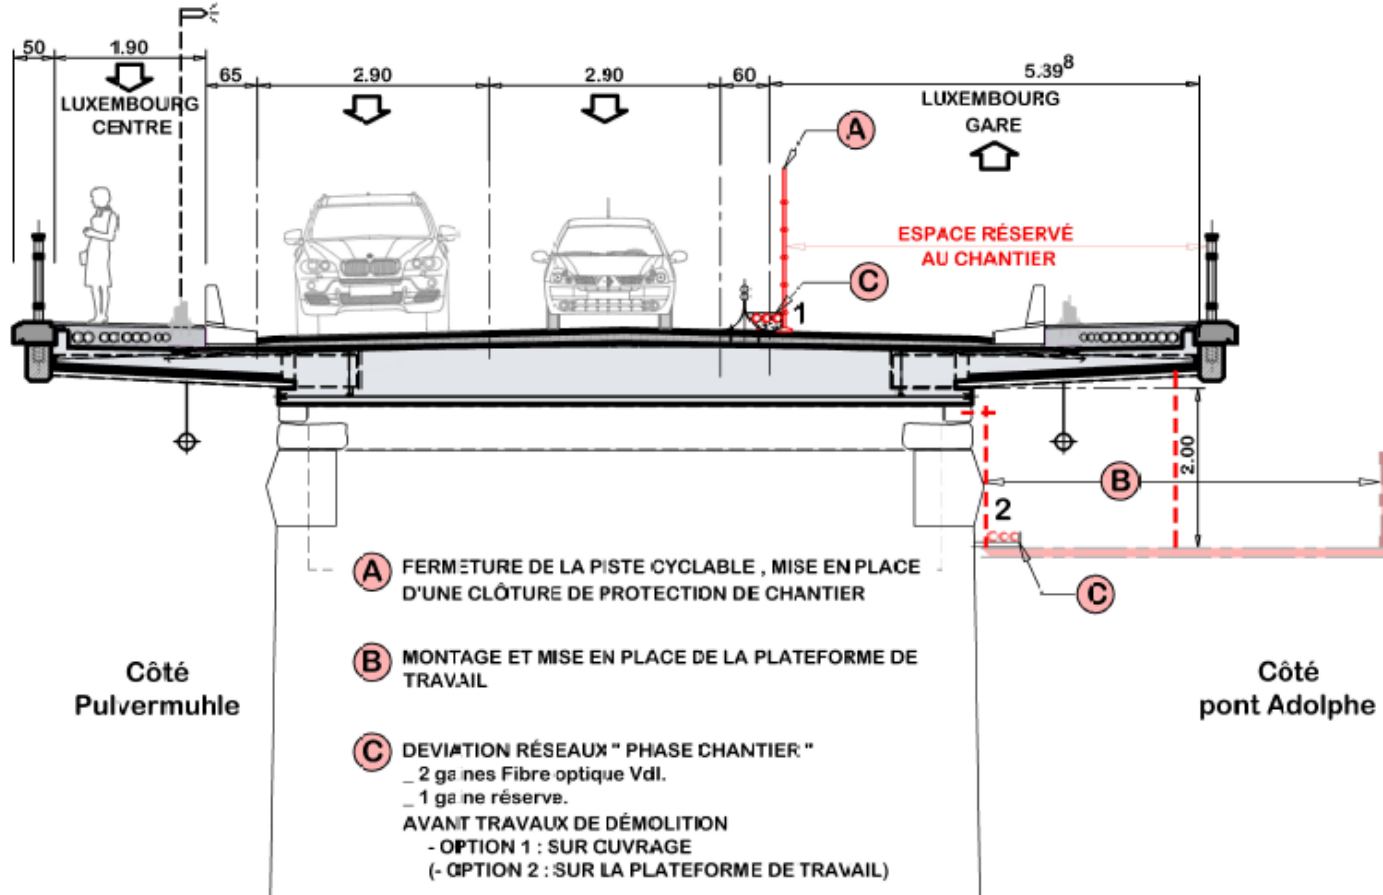 50
1.90
65
2.90
2.90
60
5.39⁸
LUXEMBOURG
CENTRE
LUXEMBOURG
GARE
A
ESPACE RÉSERVÉ
AU CHANTIER
C
1
2.00
B
2
C
A FERMETURE DE LA PISTE CYCLABLE , MISE EN PLACE
D'UNE CLÔTURE DE PROTECTION DE CHANTIER
B MONTAGE ET MISE EN PLACE DE LA PLATEFORME DE
TRAVAIL
Côté
Pulvermuhle
Côté
pont Adolphe
C DEVIATION RÉSEAUX " PHASE CHANTIER "
_ 2 gaines Fibre optique Vdl.
_ 1 gaine réserve.
AVANT TRAVAUX DE DÉMOLITION
- OPTION 1 : SUR OUVRAGE
(- OPTION 2 : SUR LA PLATEFORME DE TRAVAIL)